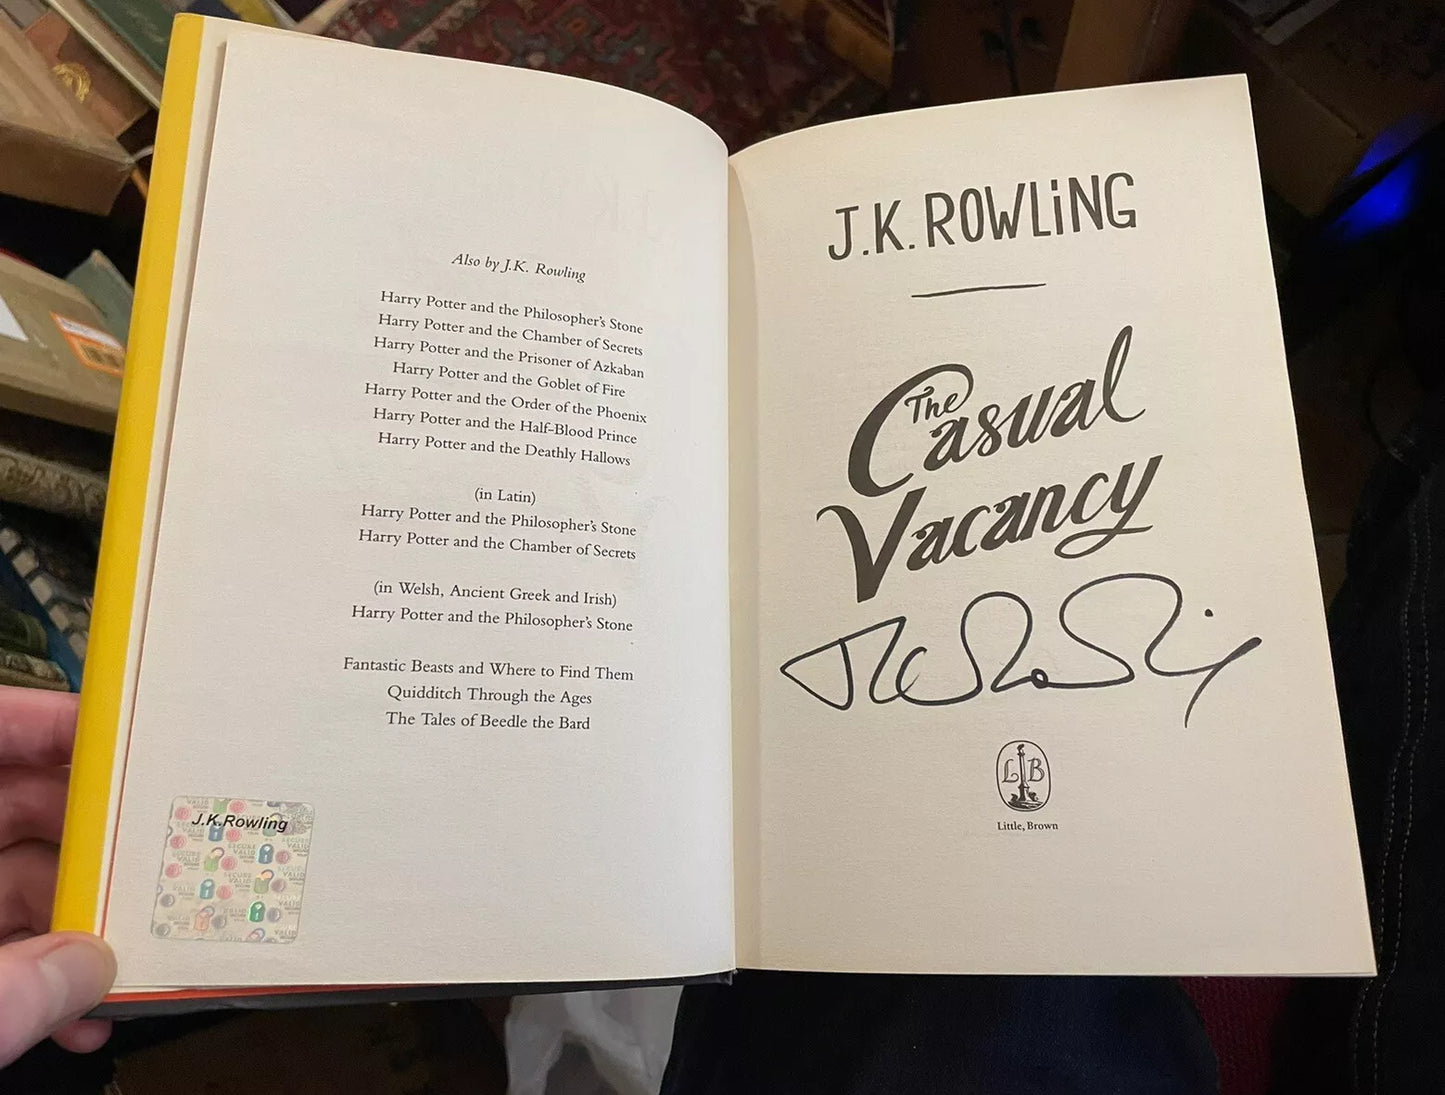 Also by J.K. Rowling
Harry Potter and the Philosopher's Stone
Harry Potter and the Chamber of Secrets
Harry Potter and the Prisoner of Azkaban
Harry Potter and the Goblet of Fire
Harry Potter and the Order of the Phoenix
Harry Potter and the Half-Blood Prince
Harry Potter and the Deathly Hallows
(in Latin)
Harry Potter and the Philosopher's Stone
Harry Potter and the Chamber of Secrets
(in Welsh, Ancient Greek and Irish)
Harry Potter and the Philosopher's Stone
Fantastic Beasts and Where to Find Them
Quidditch Through the Ages
The Tales of Beedle the Bard
J.K.Rowling
SECURE
VALID
J.K. ROWLiNG
The Casual
Vacancy
L B
Little, Brown